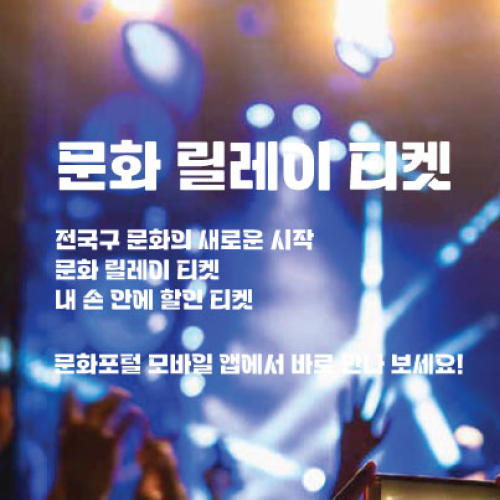 문화 릴레이 티켓
전국구 문화의 새로운 시작
문화 릴레이 티켓
내 손 안에 할인 티켓
문화포털 모바일 앱에서 바로 만나 보세요!